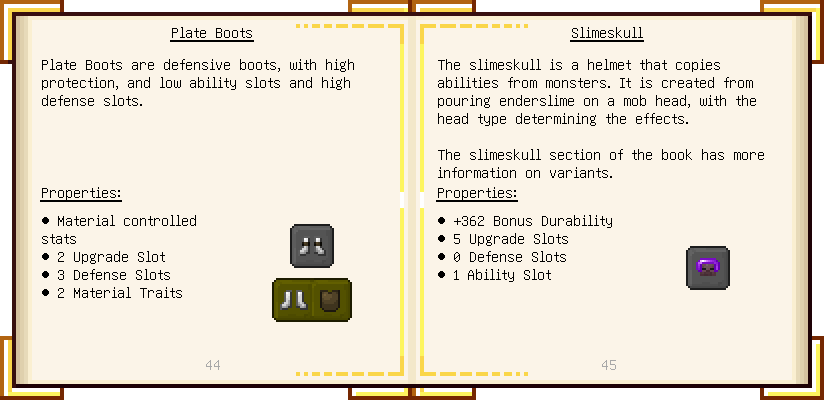 Plate Boots
Plate Boots are defensive boots, with high
protection, and low ability slots and high
defense slots.
Properties:
• Material controlled
stats
• 2 Upgrade Slot
• 3 Defense Slots
• 2 Material Traits
44
Slimeskull
The slimeskull is a helmet that copies
abilities from monsters. It is created from
pouring enderslime on a mob head, with the
head type determining the effects.
The slimeskull section of the book has more
information on variants.
Properties:
• +362 Bonus Durability
• 5 Upgrade Slots
• 0 Defense Slots
• 1 Ability Slot
45